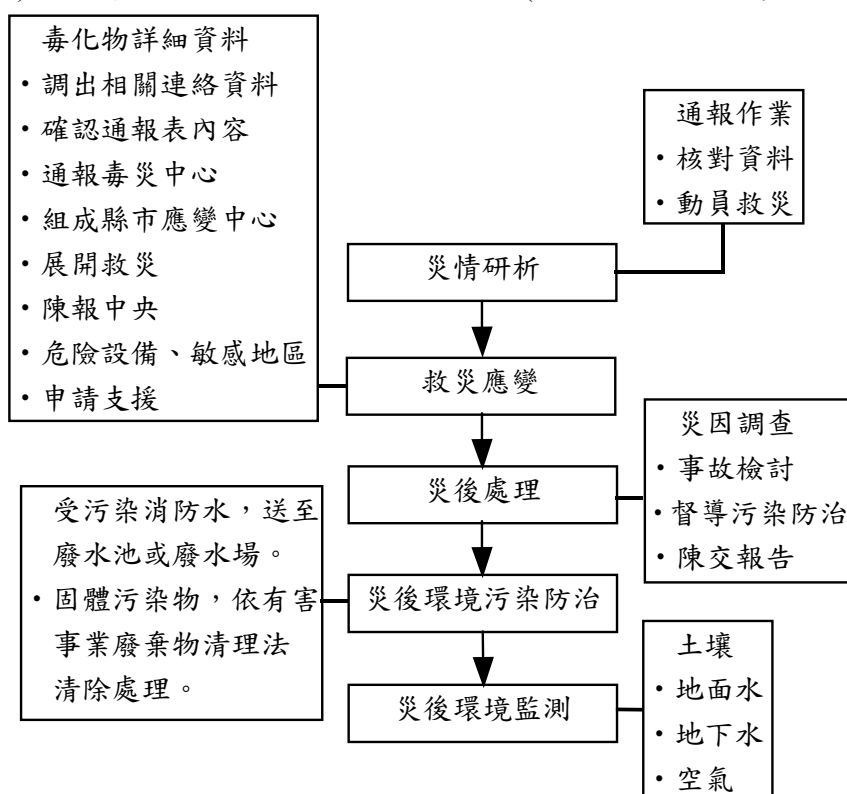 毒化物詳細資料
・調出相關連絡資料
・確認通報表內容
・通報毒災中心
・組成縣市應變中心
・展開救災
・陳報中央
・危險設備、敏感地區
・申請支援
通報作業
・核對資料
・動員救災
災情研析
救災應變
災後處理
災因調查
・事故檢討
・督導污染防治
・陳交報告
受污染消防水，送至
廢水池或廢水場。
・固體污染物，依有害
事業廢棄物清理法
清除處理。
災後環境污染防治
災後環境監測
土壤
・地面水
・地下水
・空氣